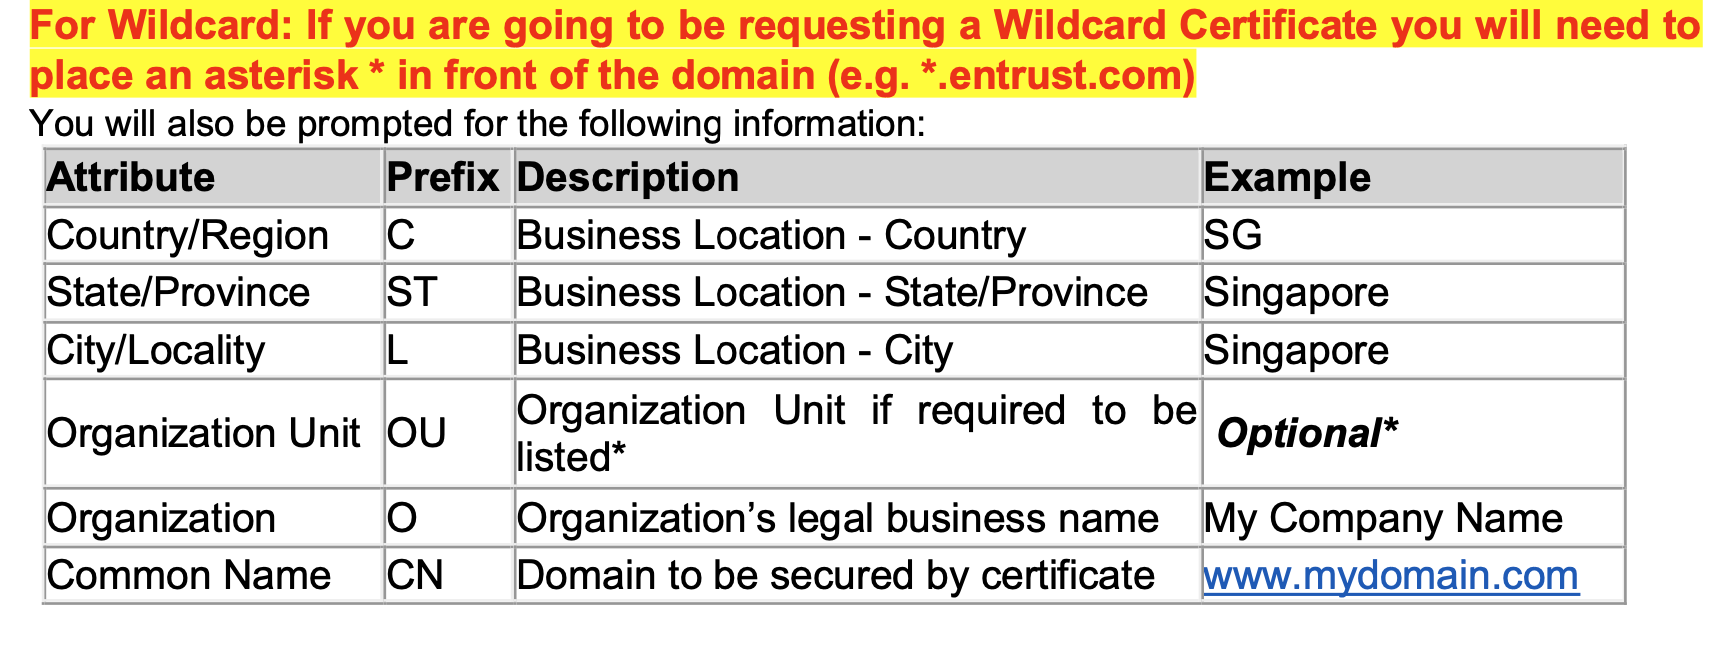 For Wildcard: If you are going to be requesting a Wildcard Certificate you will need to
place an asterisk * in front of the domain (e.g. *.entrust.com)
You will also be prompted for the following information:
Attribute Prefix Description Example
Country/Region C Business Location - Country SG
State/Province ST Business Location - State/Province Singapore
City/Locality L Business Location - City Singapore
Organization Unit OU Organization Unit if required to be
listed* Optional*
Organization O Organization’s legal business name My Company Name
Common Name CN Domain to be secured by certificate www.mydomain.com